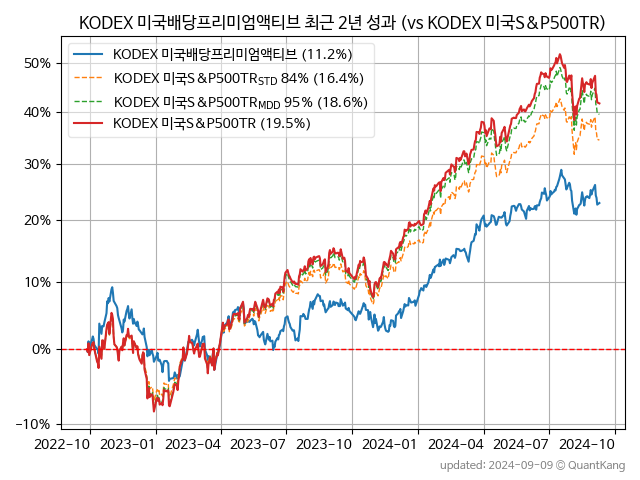 KODEX 미국배당프리미엄액티브 최근 2년 성과 (vs KODEX 미국S&P500TR)
KODEX 미국배당프리미엄액티브 (11.2%)
KODEX 미국S&P500TR_STD 84% (16.4%)
KODEX 미국S&P500TR_MDD 95% (18.6%)
KODEX 미국S&P500TR (19.5%)
50%
40%
30%
20%
10%
0%
−10%
2022-10 2023-01 2023-04 2023-07 2023-10 2024-01 2024-04 2024-07 2024-10
updated: 2024-09-09 © QuantKang